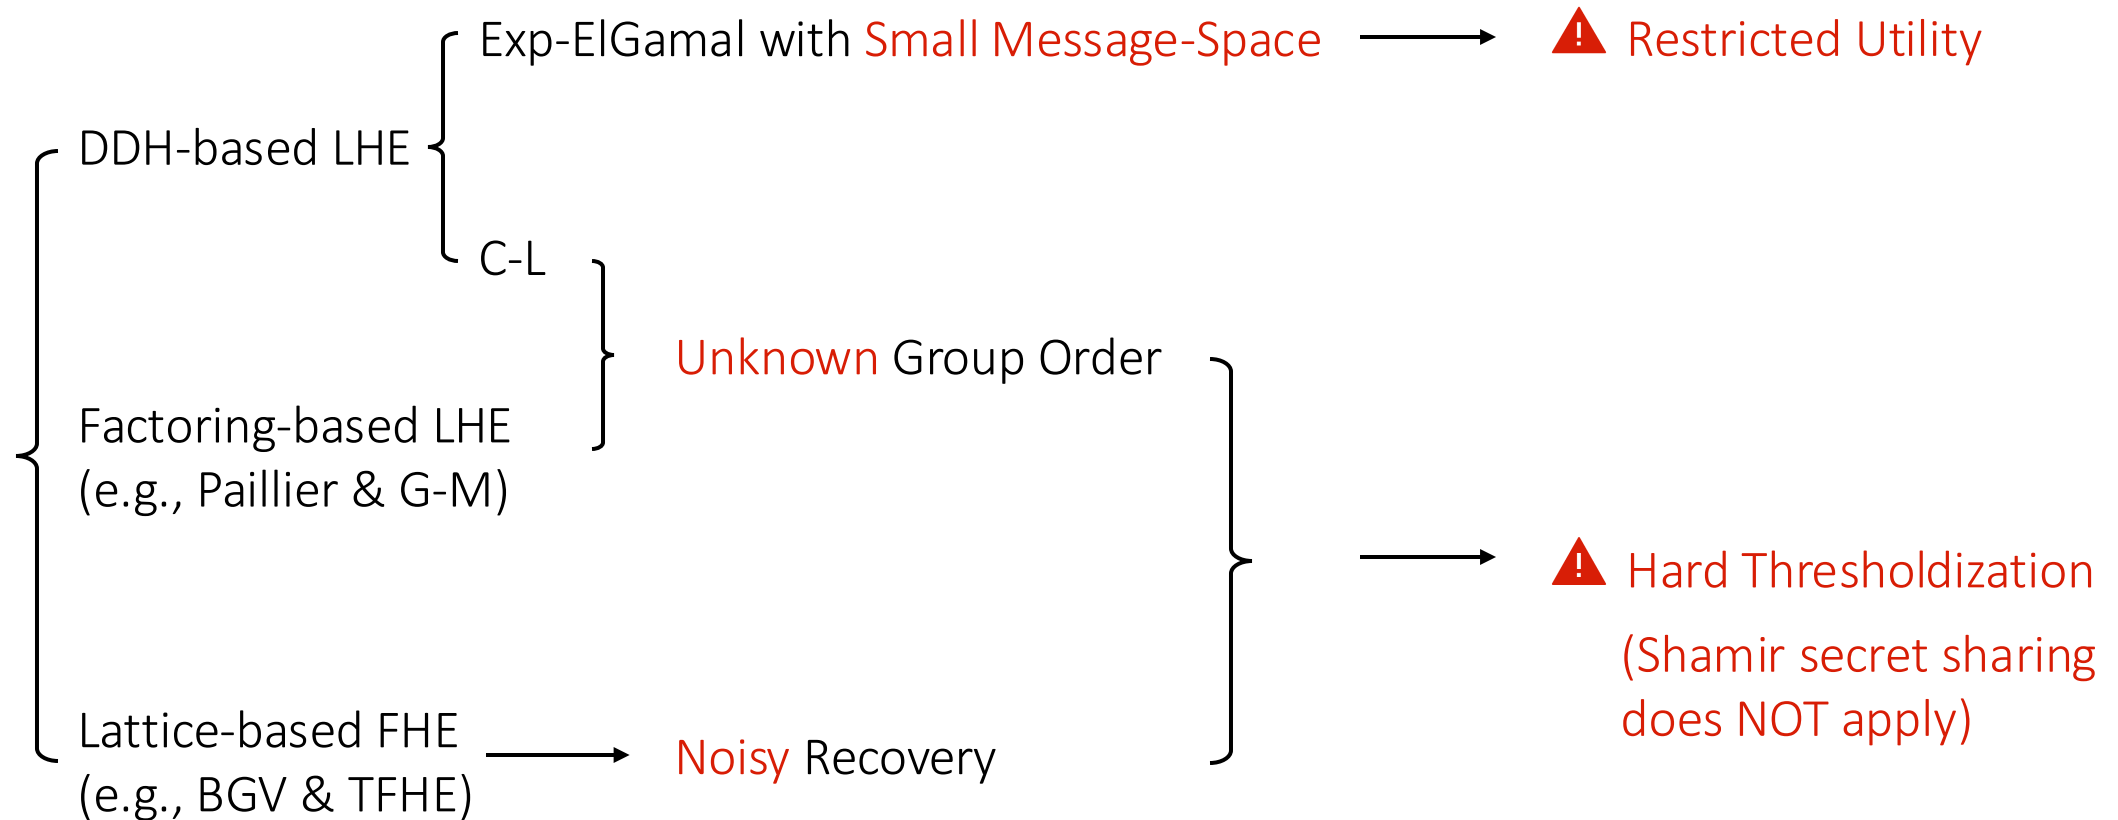 Exp-ElGamal with Small Message-Space
! Restricted Utility
DDH-based LHE
C-L
Unknown Group Order
Factoring-based LHE
(e.g., Paillier & G-M)
! Hard Thresholdization
(Shamir secret sharing
does NOT apply)
Lattice-based FHE
(e.g., BGV & TFHE)
Noisy Recovery